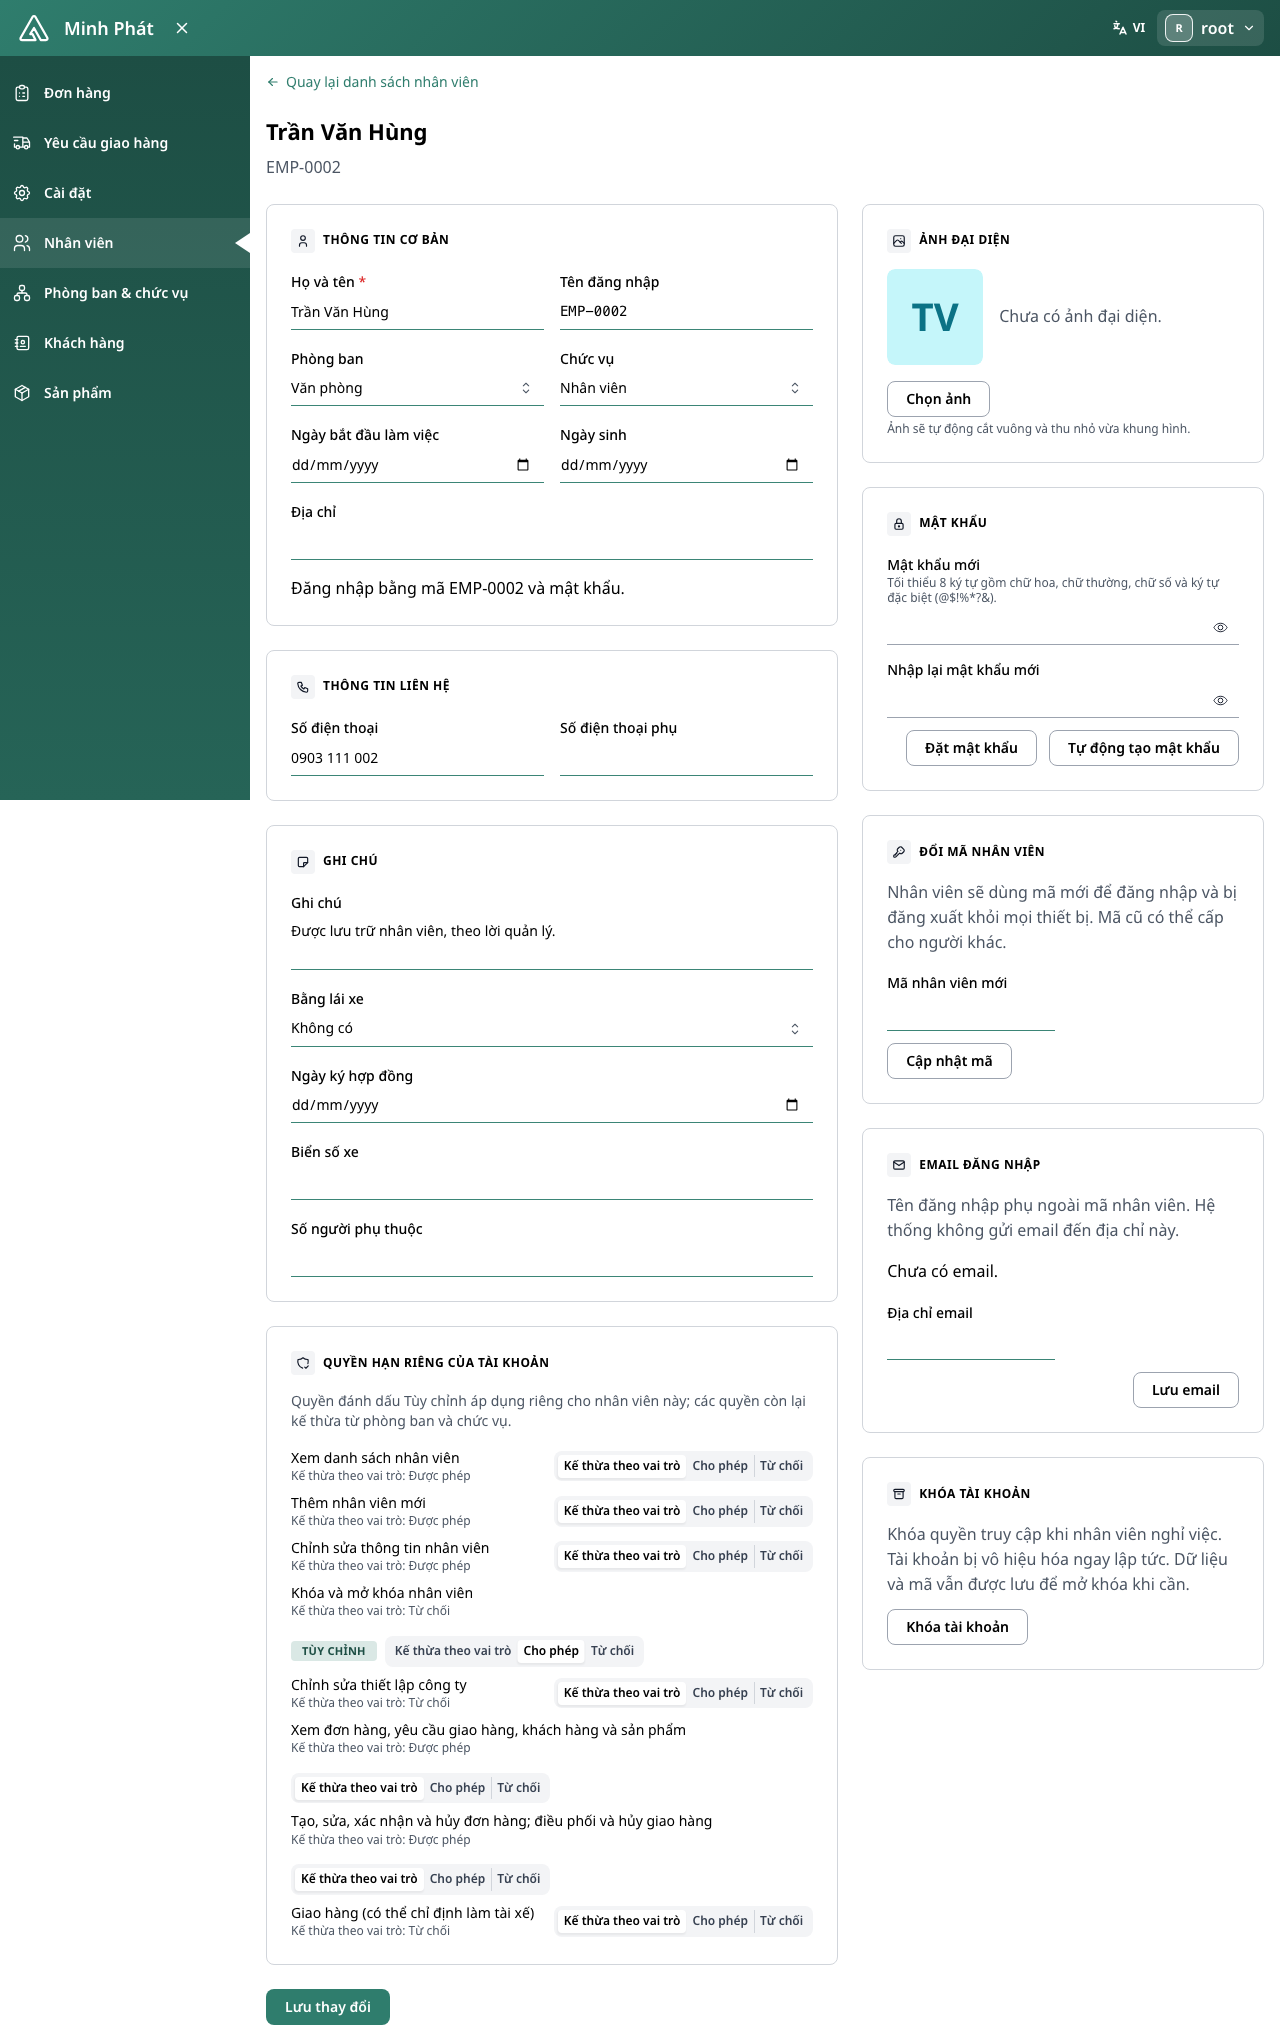 Minh Phát
VI
R
root
Đơn hàng
Yêu cầu giao hàng
Cài đặt
Nhân viên
Phòng ban & chức vụ
Khách hàng
Sản phẩm
Quay lại danh sách nhân viên
Trần Văn Hùng
EMP-0002
THÔNG TIN CƠ BẢN
Họ và tên *
Tên đăng nhập
Trần Văn Hùng
EMP-0002
Phòng ban
Chức vụ
Văn phòng
Nhân viên
Ngày bắt đầu làm việc
Ngày sinh
dd/mm/yyyy
dd/mm/yyyy
Địa chỉ
Đăng nhập bằng mã EMP-0002 và mật khẩu.
THÔNG TIN LIÊN HỆ
Số điện thoại
Số điện thoại phụ
0903 111 002
GHI CHÚ
Ghi chú
Được lưu trữ nhân viên, theo lời quản lý.
Bằng lái xe
Không có
Ngày ký hợp đồng
dd/mm/yyyy
Biển số xe
Số người phụ thuộc
QUYỀN HẠN RIÊNG CỦA TÀI KHOẢN
Quyền đánh dấu Tùy chỉnh áp dụng riêng cho nhân viên này; các quyền còn lại
kế thừa từ phòng ban và chức vụ.
Xem danh sách nhân viên
Kế thừa theo vai trò: Được phép
Kế thừa theo vai trò Cho phép Từ chối
Thêm nhân viên mới
Kế thừa theo vai trò: Được phép
Kế thừa theo vai trò Cho phép Từ chối
Chỉnh sửa thông tin nhân viên
Kế thừa theo vai trò: Được phép
Kế thừa theo vai trò Cho phép Từ chối
Khóa và mở khóa nhân viên
Kế thừa theo vai trò: Từ chối
TÙY CHỈNH Kế thừa theo vai trò Cho phép Từ chối
Chỉnh sửa thiết lập công ty
Kế thừa theo vai trò: Từ chối
Kế thừa theo vai trò Cho phép Từ chối
Xem đơn hàng, yêu cầu giao hàng, khách hàng và sản phẩm
Kế thừa theo vai trò: Được phép
Kế thừa theo vai trò Cho phép Từ chối
Tạo, sửa, xác nhận và hủy đơn hàng; điều phối và hủy giao hàng
Kế thừa theo vai trò: Được phép
Kế thừa theo vai trò Cho phép Từ chối
Giao hàng (có thể chỉ định làm tài xế)
Kế thừa theo vai trò: Từ chối
Kế thừa theo vai trò Cho phép Từ chối
Lưu thay đổi
ẢNH ĐẠI DIỆN
TV
Chưa có ảnh đại diện.
Chọn ảnh
Ảnh sẽ tự động cắt vuông và thu nhỏ vừa khung hình.
MẬT KHẨU
Mật khẩu mới
Tối thiểu 8 ký tự gồm chữ hoa, chữ thường, chữ số và ký tự
đặc biệt (@$!%*?&).
Nhập lại mật khẩu mới
Đặt mật khẩu
Tự động tạo mật khẩu
ĐỔI MÃ NHÂN VIÊN
Nhân viên sẽ dùng mã mới để đăng nhập và bị
đăng xuất khỏi mọi thiết bị. Mã cũ có thể cấp
cho người khác.
Mã nhân viên mới
Cập nhật mã
EMAIL ĐĂNG NHẬP
Tên đăng nhập phụ ngoài mã nhân viên. Hệ
thống không gửi email đến địa chỉ này.
Chưa có email.
Địa chỉ email
Lưu email
KHÓA TÀI KHOẢN
Khóa quyền truy cập khi nhân viên nghỉ việc.
Tài khoản bị vô hiệu hóa ngay lập tức. Dữ liệu
và mã vẫn được lưu để mở khóa khi cần.
Khóa tài khoản